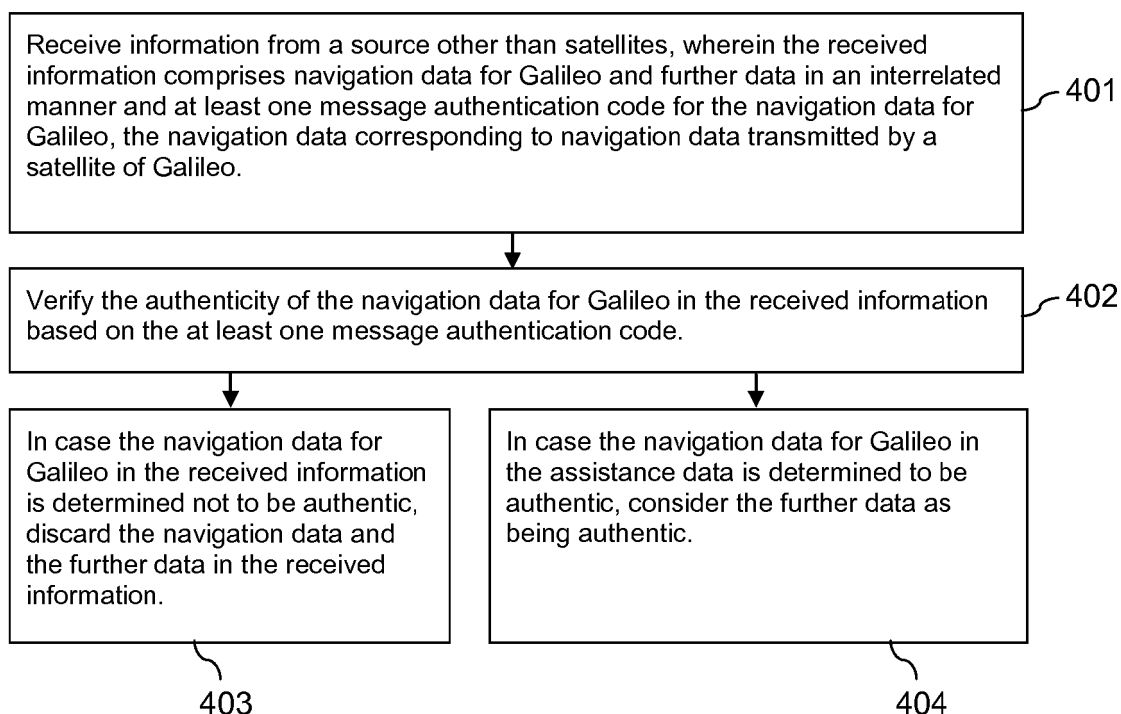 Receive information from a source other than satellites, wherein the received
information comprises navigation data for Galileo and further data in an interrelated
manner and at least one message authentication code for the navigation data for
Galileo, the navigation data corresponding to navigation data transmitted by a
satellite of Galileo.
401
Verify the authenticity of the navigation data for Galileo in the received information
based on the at least one message authentication code.
402
In case the navigation data for
Galileo in the received information
is determined not to be authentic,
discard the navigation data and
the further data in the received
information.
403
In case the navigation data for Galileo in
the assistance data is determined to be
authentic, consider the further data as
being authentic.
404